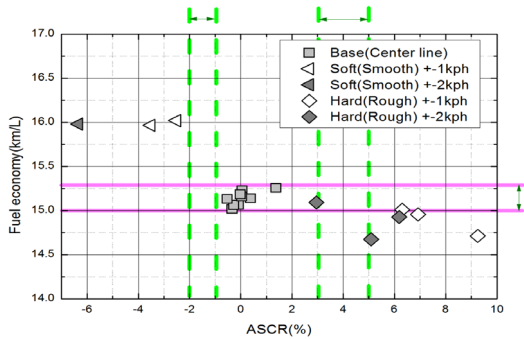 17.0
16.5
16.0
15.5
15.0
14.5
14.0
Fuel economy(km/L)
Base(Center line)
Soft(Smooth) +-1kph
Soft(Smooth) +-2kph
Hard(Rough) +-1kph
Hard(Rough) +-2kph
-6 -4 -2 0 2 4 6 8 10
ASCR(%)